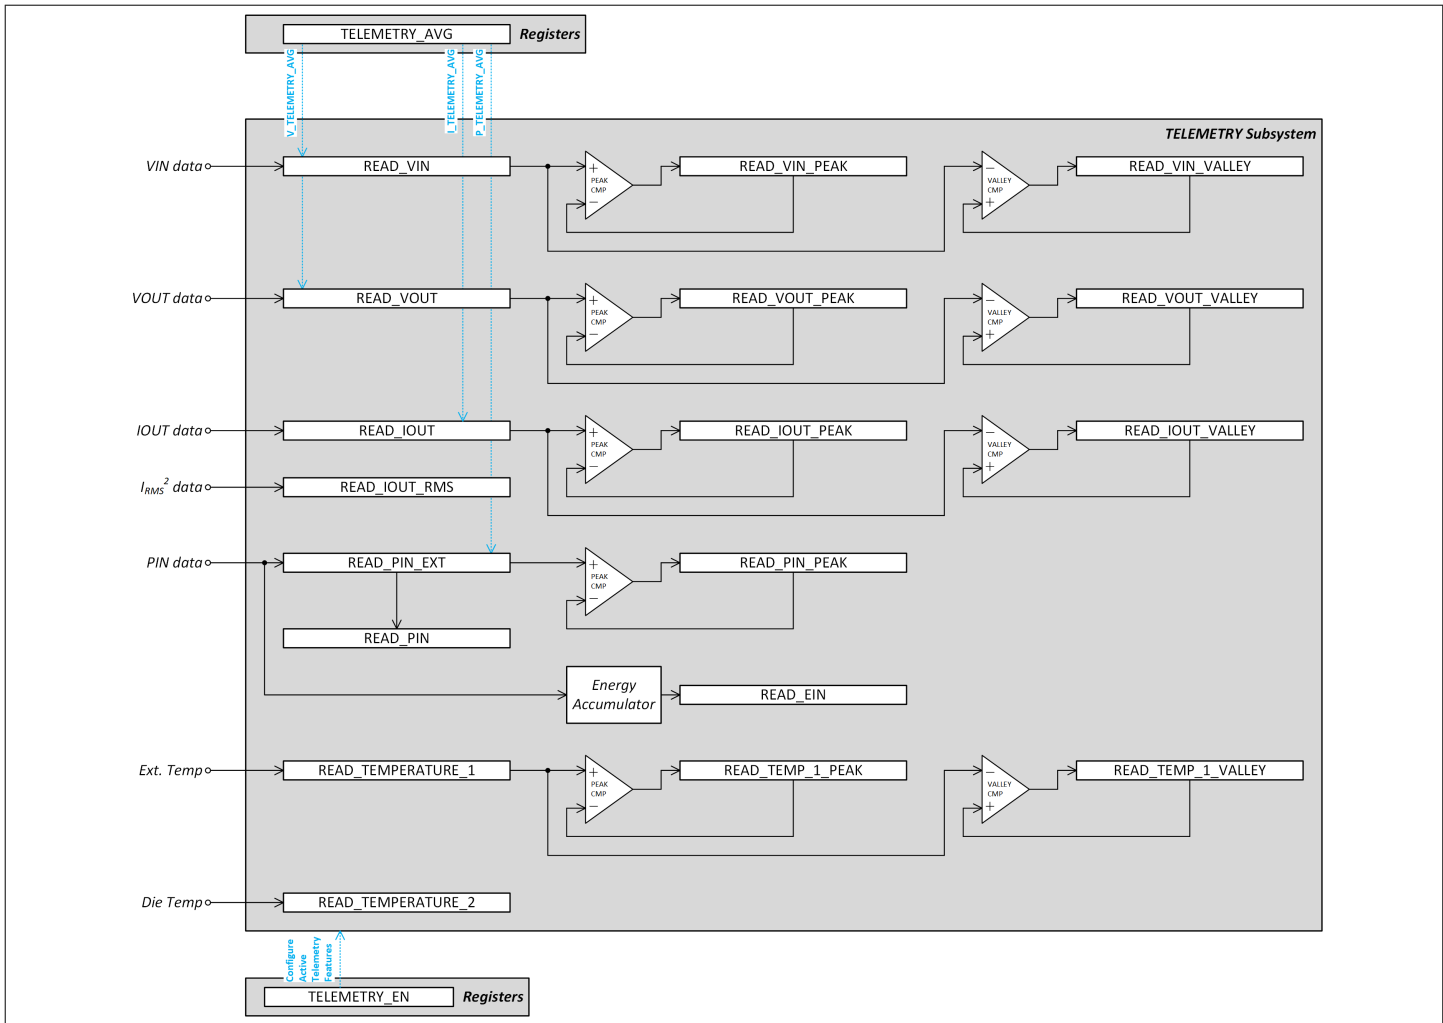 TELEMETRY_AVG
Registers
V_TELEMETRY_AVG
I_TELEMETRY_AVG
P_TELEMETRY_AVG
TELEMETRY Subsystem
VIN data
READ_VIN
+
PEAK
CMP
−
READ_VIN_PEAK
−
VALLEY
CMP
+
READ_VIN_VALLEY
VOUT data
READ_VOUT
+
PEAK
CMP
−
READ_VOUT_PEAK
−
VALLEY
CMP
+
READ_VOUT_VALLEY
IOUT data
READ_IOUT
+
PEAK
CMP
−
READ_IOUT_PEAK
−
VALLEY
CMP
+
READ_IOUT_VALLEY
I_RMS² data
READ_IOUT_RMS
PIN data
READ_PIN_EXT
+
PEAK
CMP
−
READ_PIN_PEAK
READ_PIN
Energy
Accumulator
READ_EIN
Ext. Temp
READ_TEMPERATURE_1
+
PEAK
CMP
−
READ_TEMP_1_PEAK
−
VALLEY
CMP
+
READ_TEMP_1_VALLEY
Die Temp
READ_TEMPERATURE_2
Configure
Active
Telemetry
Features
TELEMETRY_EN
Registers